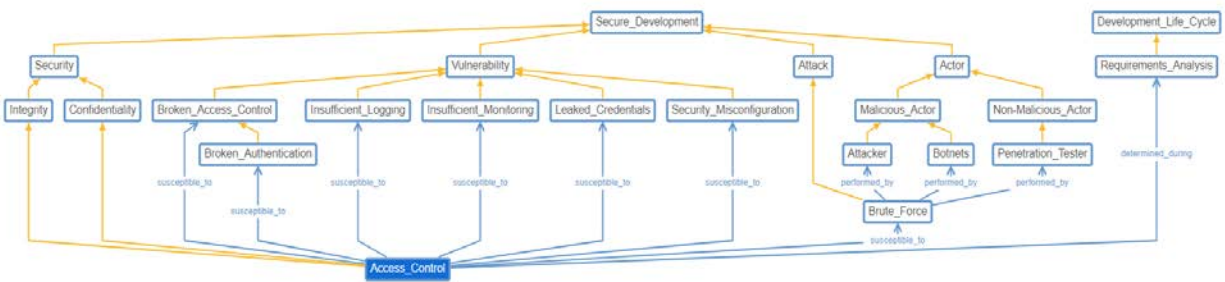 Secure_Development
Development_Life_Cycle
Security
Vulnerability
Attack
Actor
Requirements_Analysis
Integrity
Confidentiality
Broken_Access_Control
Insufficient_Logging
Insufficient_Monitoring
Leaked_Credentials
Security_Misconfiguration
Malicious_Actor
Non-Malicious_Actor
Broken_Authentication
Attacker
Botnets
Penetration_Tester
determined_during
susceptible_to
susceptible_to
susceptible_to
susceptible_to
susceptible_to
performed_by
performed_by
performed_by
susceptible_to
Brute_Force
susceptible_to
Access_Control